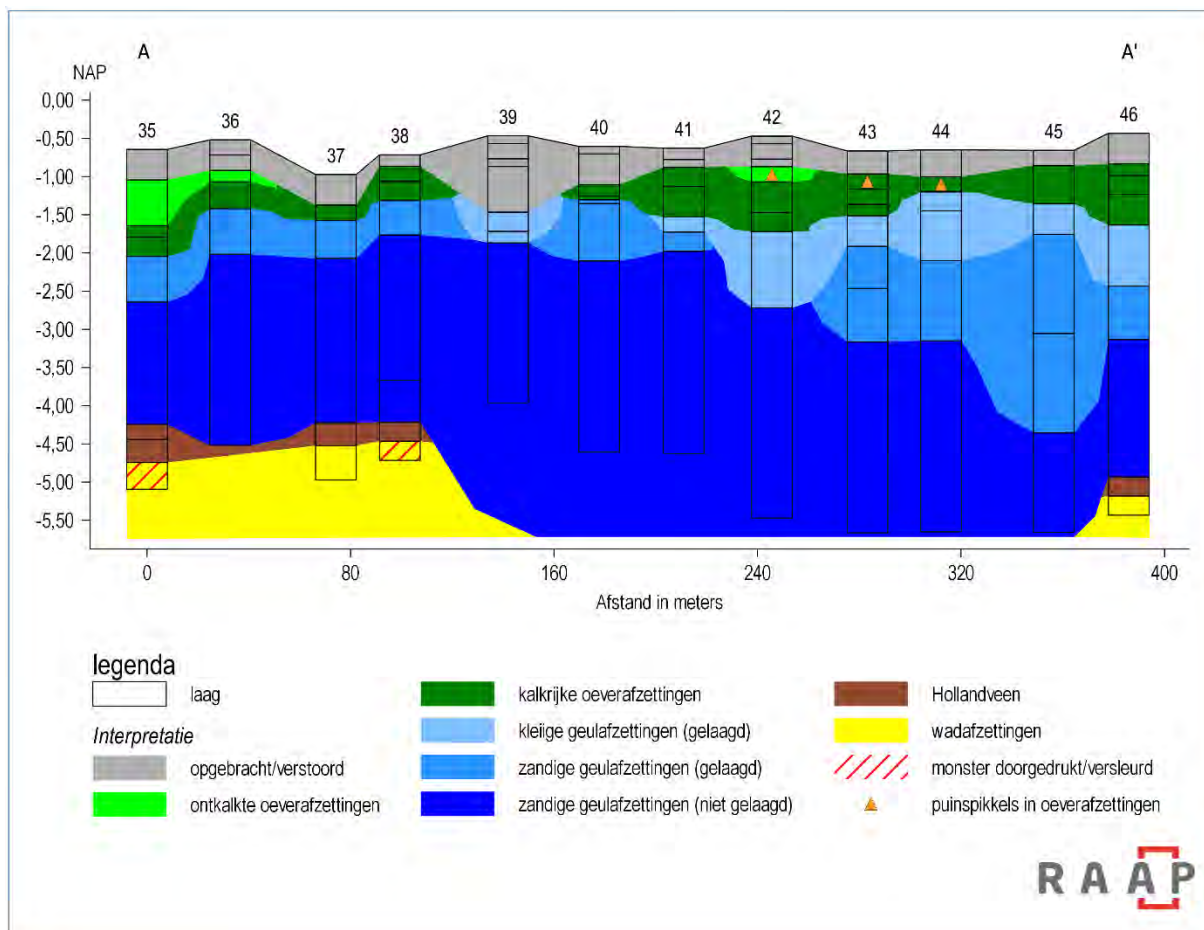 A
A'
NAP
35
36
37
38
39
40
41
42
43
44
45
46
0,00
-0,50
-1,00
-1,50
-2,00
-2,50
-3,00
-3,50
-4,00
-4,50
-5,00
-5,50
0
80
160
240
320
400
Afstand in meters
legenda
laag
Interpretatie
opgebracht/verstoord
ontkalkte oeverafzettingen
kalkrijke oeverafzettingen
kleiige geulafzettingen (gelaagd)
zandige geulafzettingen (gelaagd)
zandige geulafzettingen (niet gelaagd)
Hollandveen
wadafzettingen
monster doorgedrukt/versleurd
puinspikkels in oeverafzettingen
RAAP